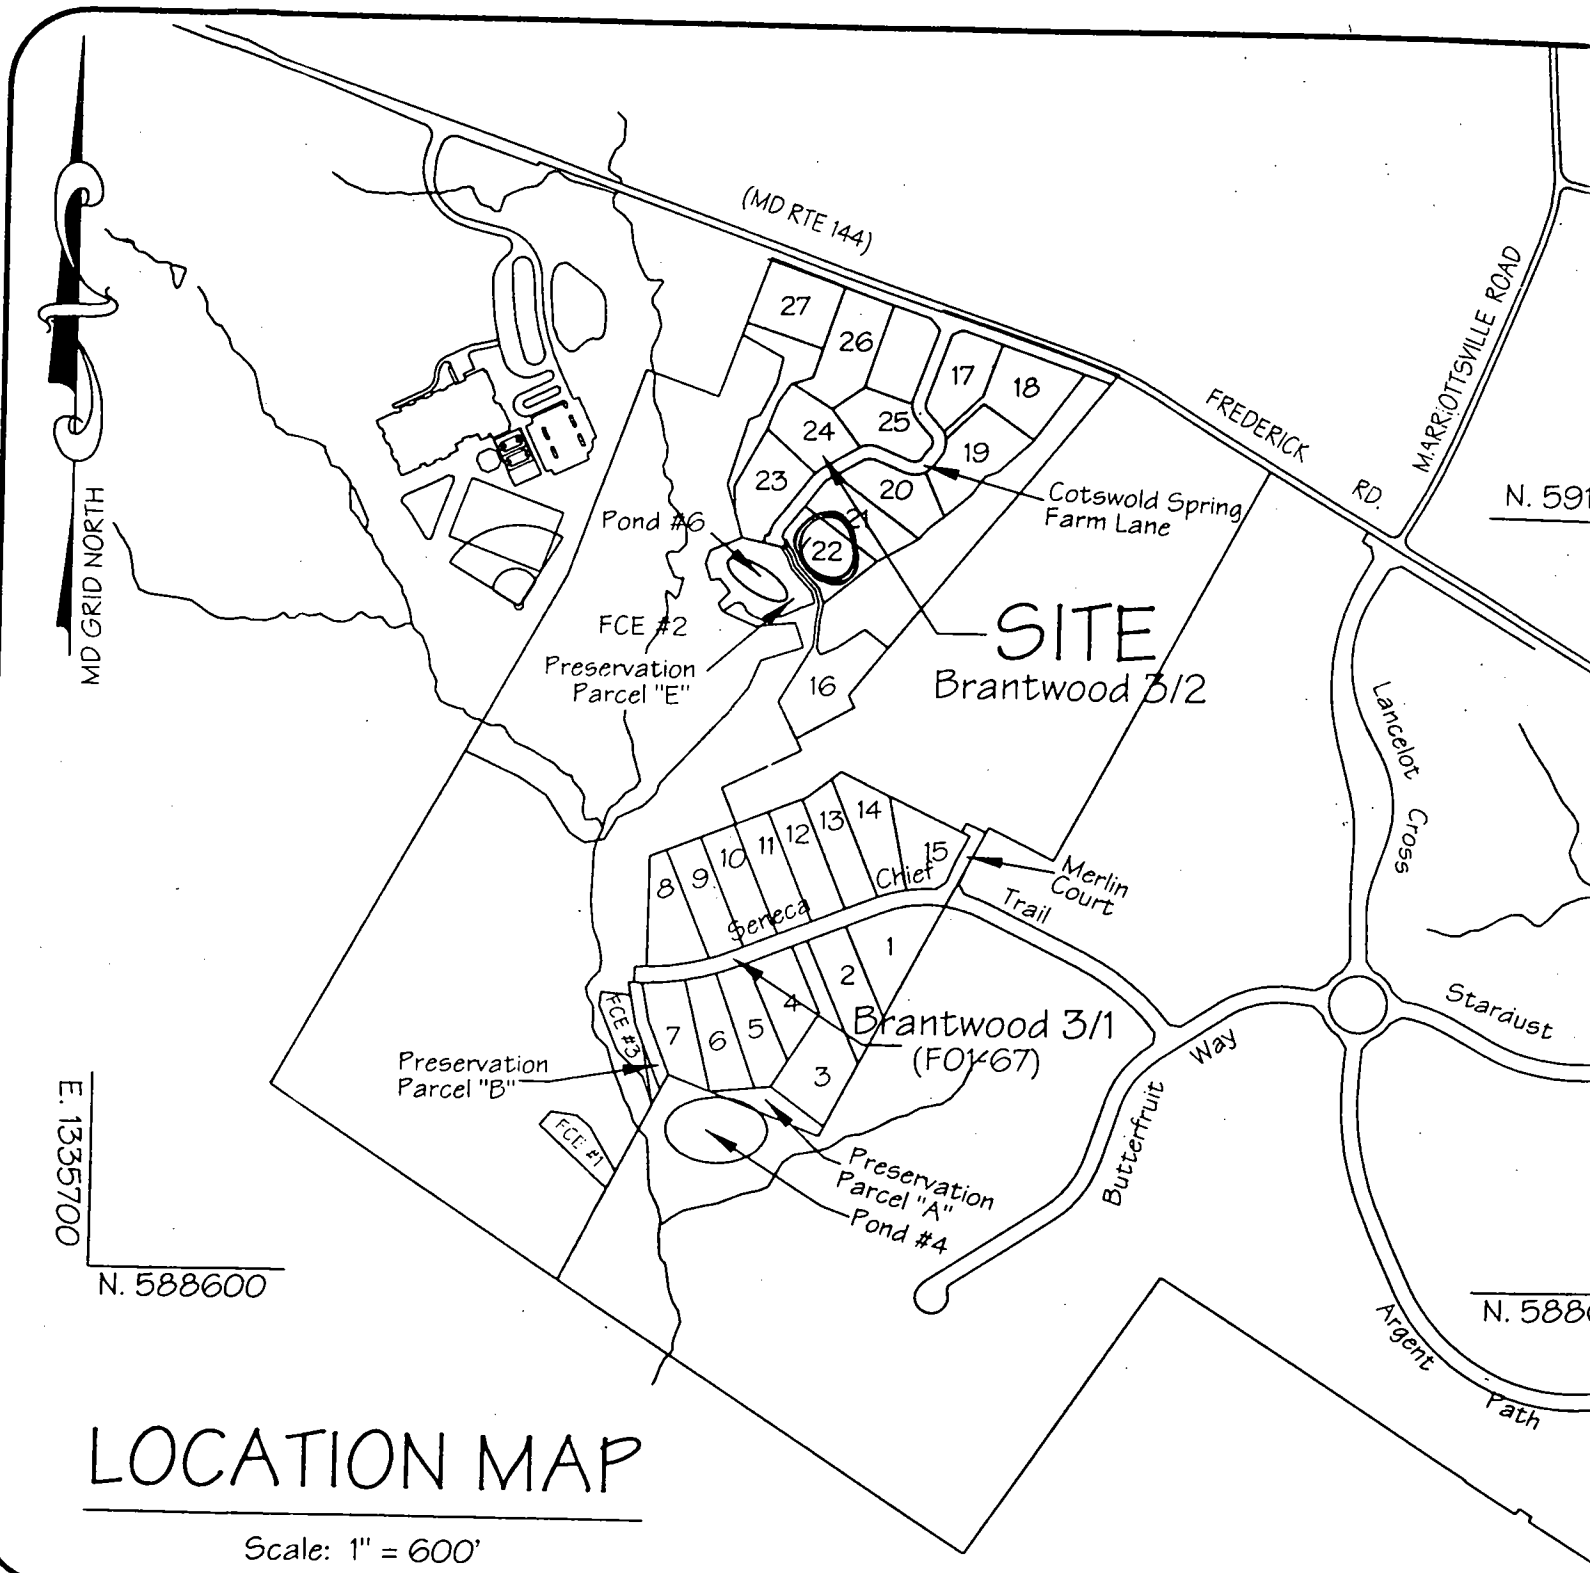 (MD RTE 144)
FREDERICK
RD.
MARRIOTTSVILLE ROAD
MD GRID NORTH
27
26
17
18
25
24
19
23
20
21
22
Pond #6
Cotswold Spring
Farm Lane
FCE #2
Preservation
Parcel "E"
16
SITE
Brantwood 3/2
Lancelot Cross
14
13
12
11
10
9
8
15
Seneca Chief Trail
Merlin
Court
1
2
4
5
6
7
3
FCE #3
Brantwood 3/1
Preservation
Parcel "B"
FCE #1
Preservation
Parcel "A"
Pond #4
Butterfruit Way
Stardust
Argent Path
E. 1335700
N. 588600
LOCATION MAP
Scale: 1" = 600'